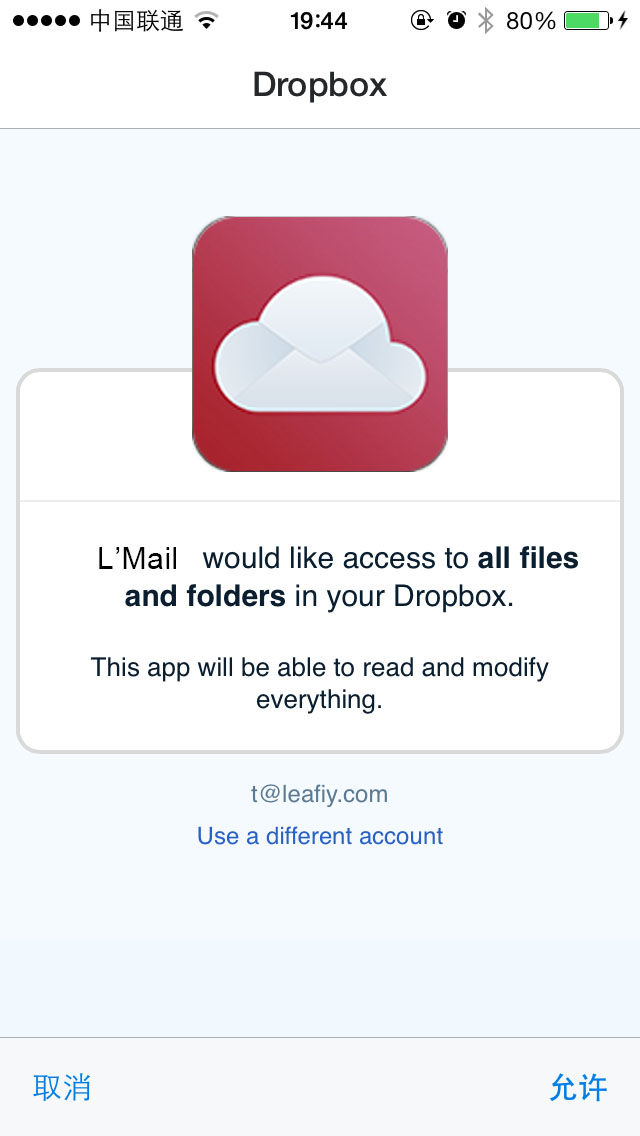 中国联通 19:44 80%
Dropbox
L’Mail would like access to all files
and folders in your Dropbox.
This app will be able to read and modify
everything.
t@leafiy.com
Use a different account
取消 允许